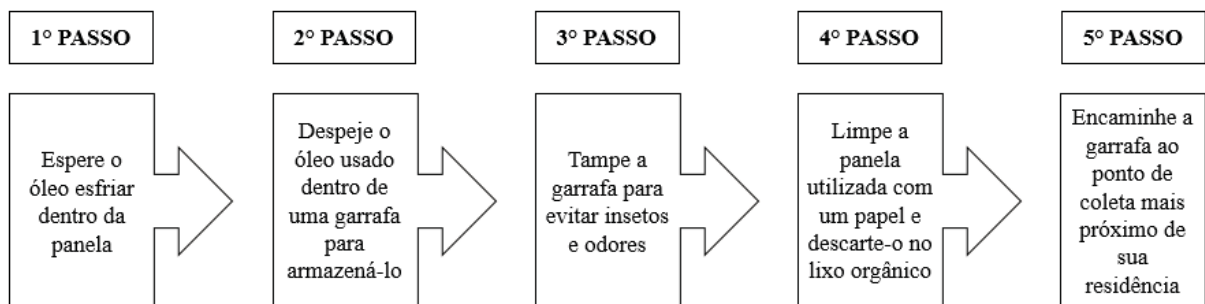 1° PASSO
2° PASSO
3° PASSO
4° PASSO
5° PASSO
Espere o
óleo esfriar
dentro da
panela
Despeje o
óleo usado
dentro de
uma garrafa
para
armazená-lo
Tampe a
garrafa para
evitar insetos
e odores
Limpe a
panela
utilizada com
um papel e
descarte-o no
lixo orgânico
Encaminhe a
garrafa ao
ponto de
coleta mais
próximo de
sua
residência